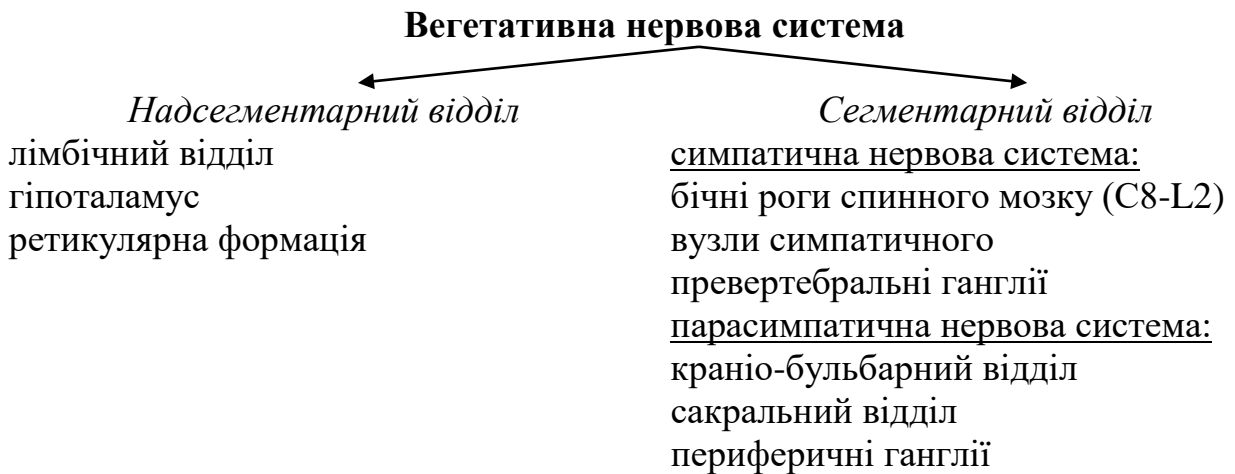 Вегетативна нервова система
Надсегментарний відділ
лімбічний відділ
гіпоталамус
ретикулярна формація
Сегментарний відділ
симпатична нервова система:
бічні роги спинного мозку (С8-L2)
вузли симпатичного
превертебральні ганглії
парасимпатична нервова система:
краніо-бульбарний відділ
сакральний відділ
периферичні ганглії